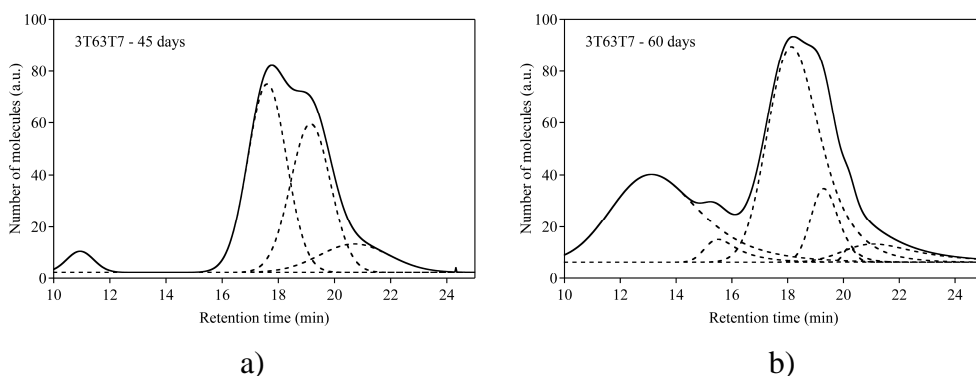 100
80
60
40
20
0
Number of molecules (a.u.)
3T63T7 - 45 days
10 12 14 16 18 20 22 24
Retention time (min)
a)
100
80
60
40
20
0
Number of molecules (a.u.)
3T63T7 - 60 days
10 12 14 16 18 20 22 24
Retention time (min)
b)